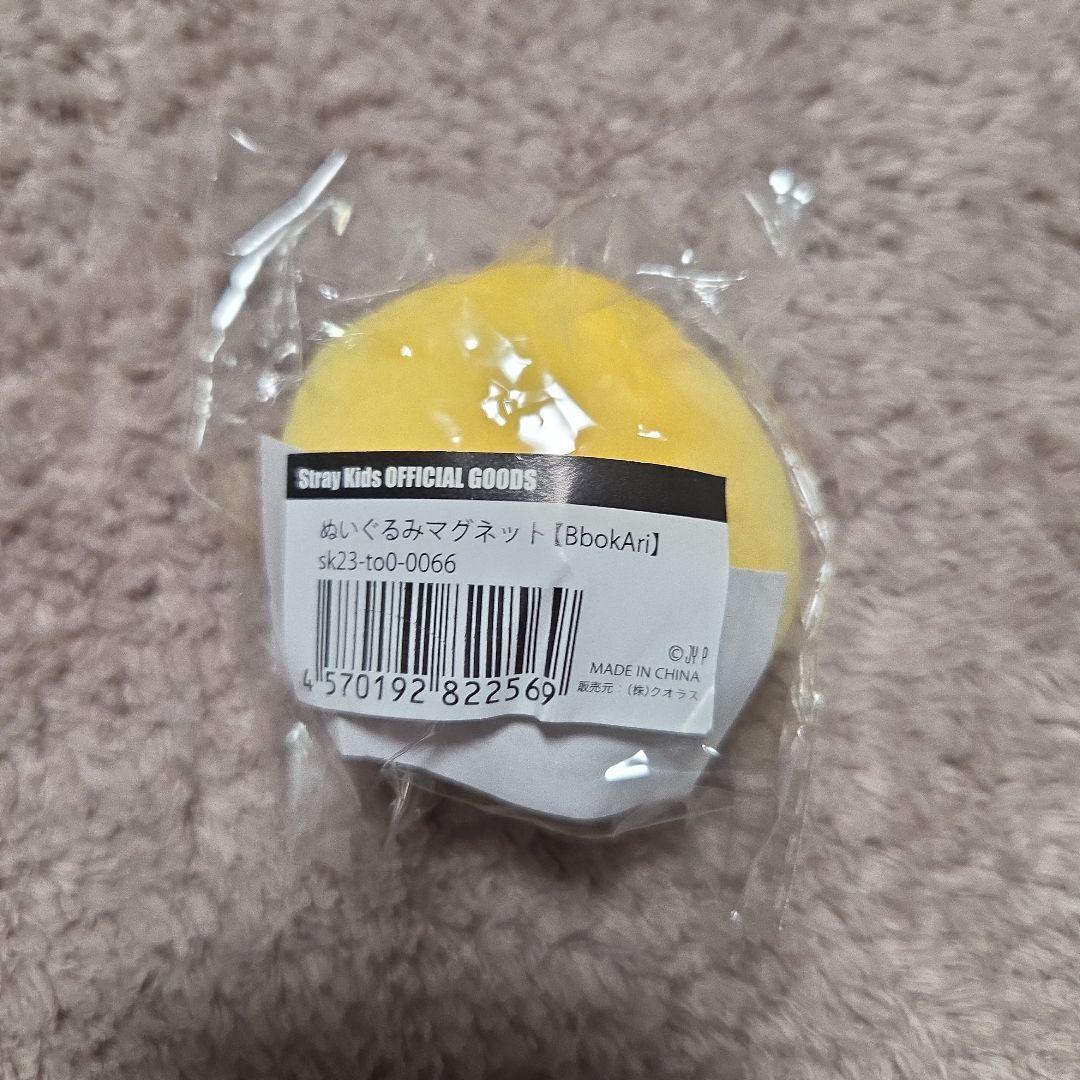 Stray Kids OFFICIAL GOODS
ぬいぐるみマグネット【BbokAri】
sk23-to0-0066
4 570192 822569
©JYP
MADE IN CHINA
販売元：(株)クオラス